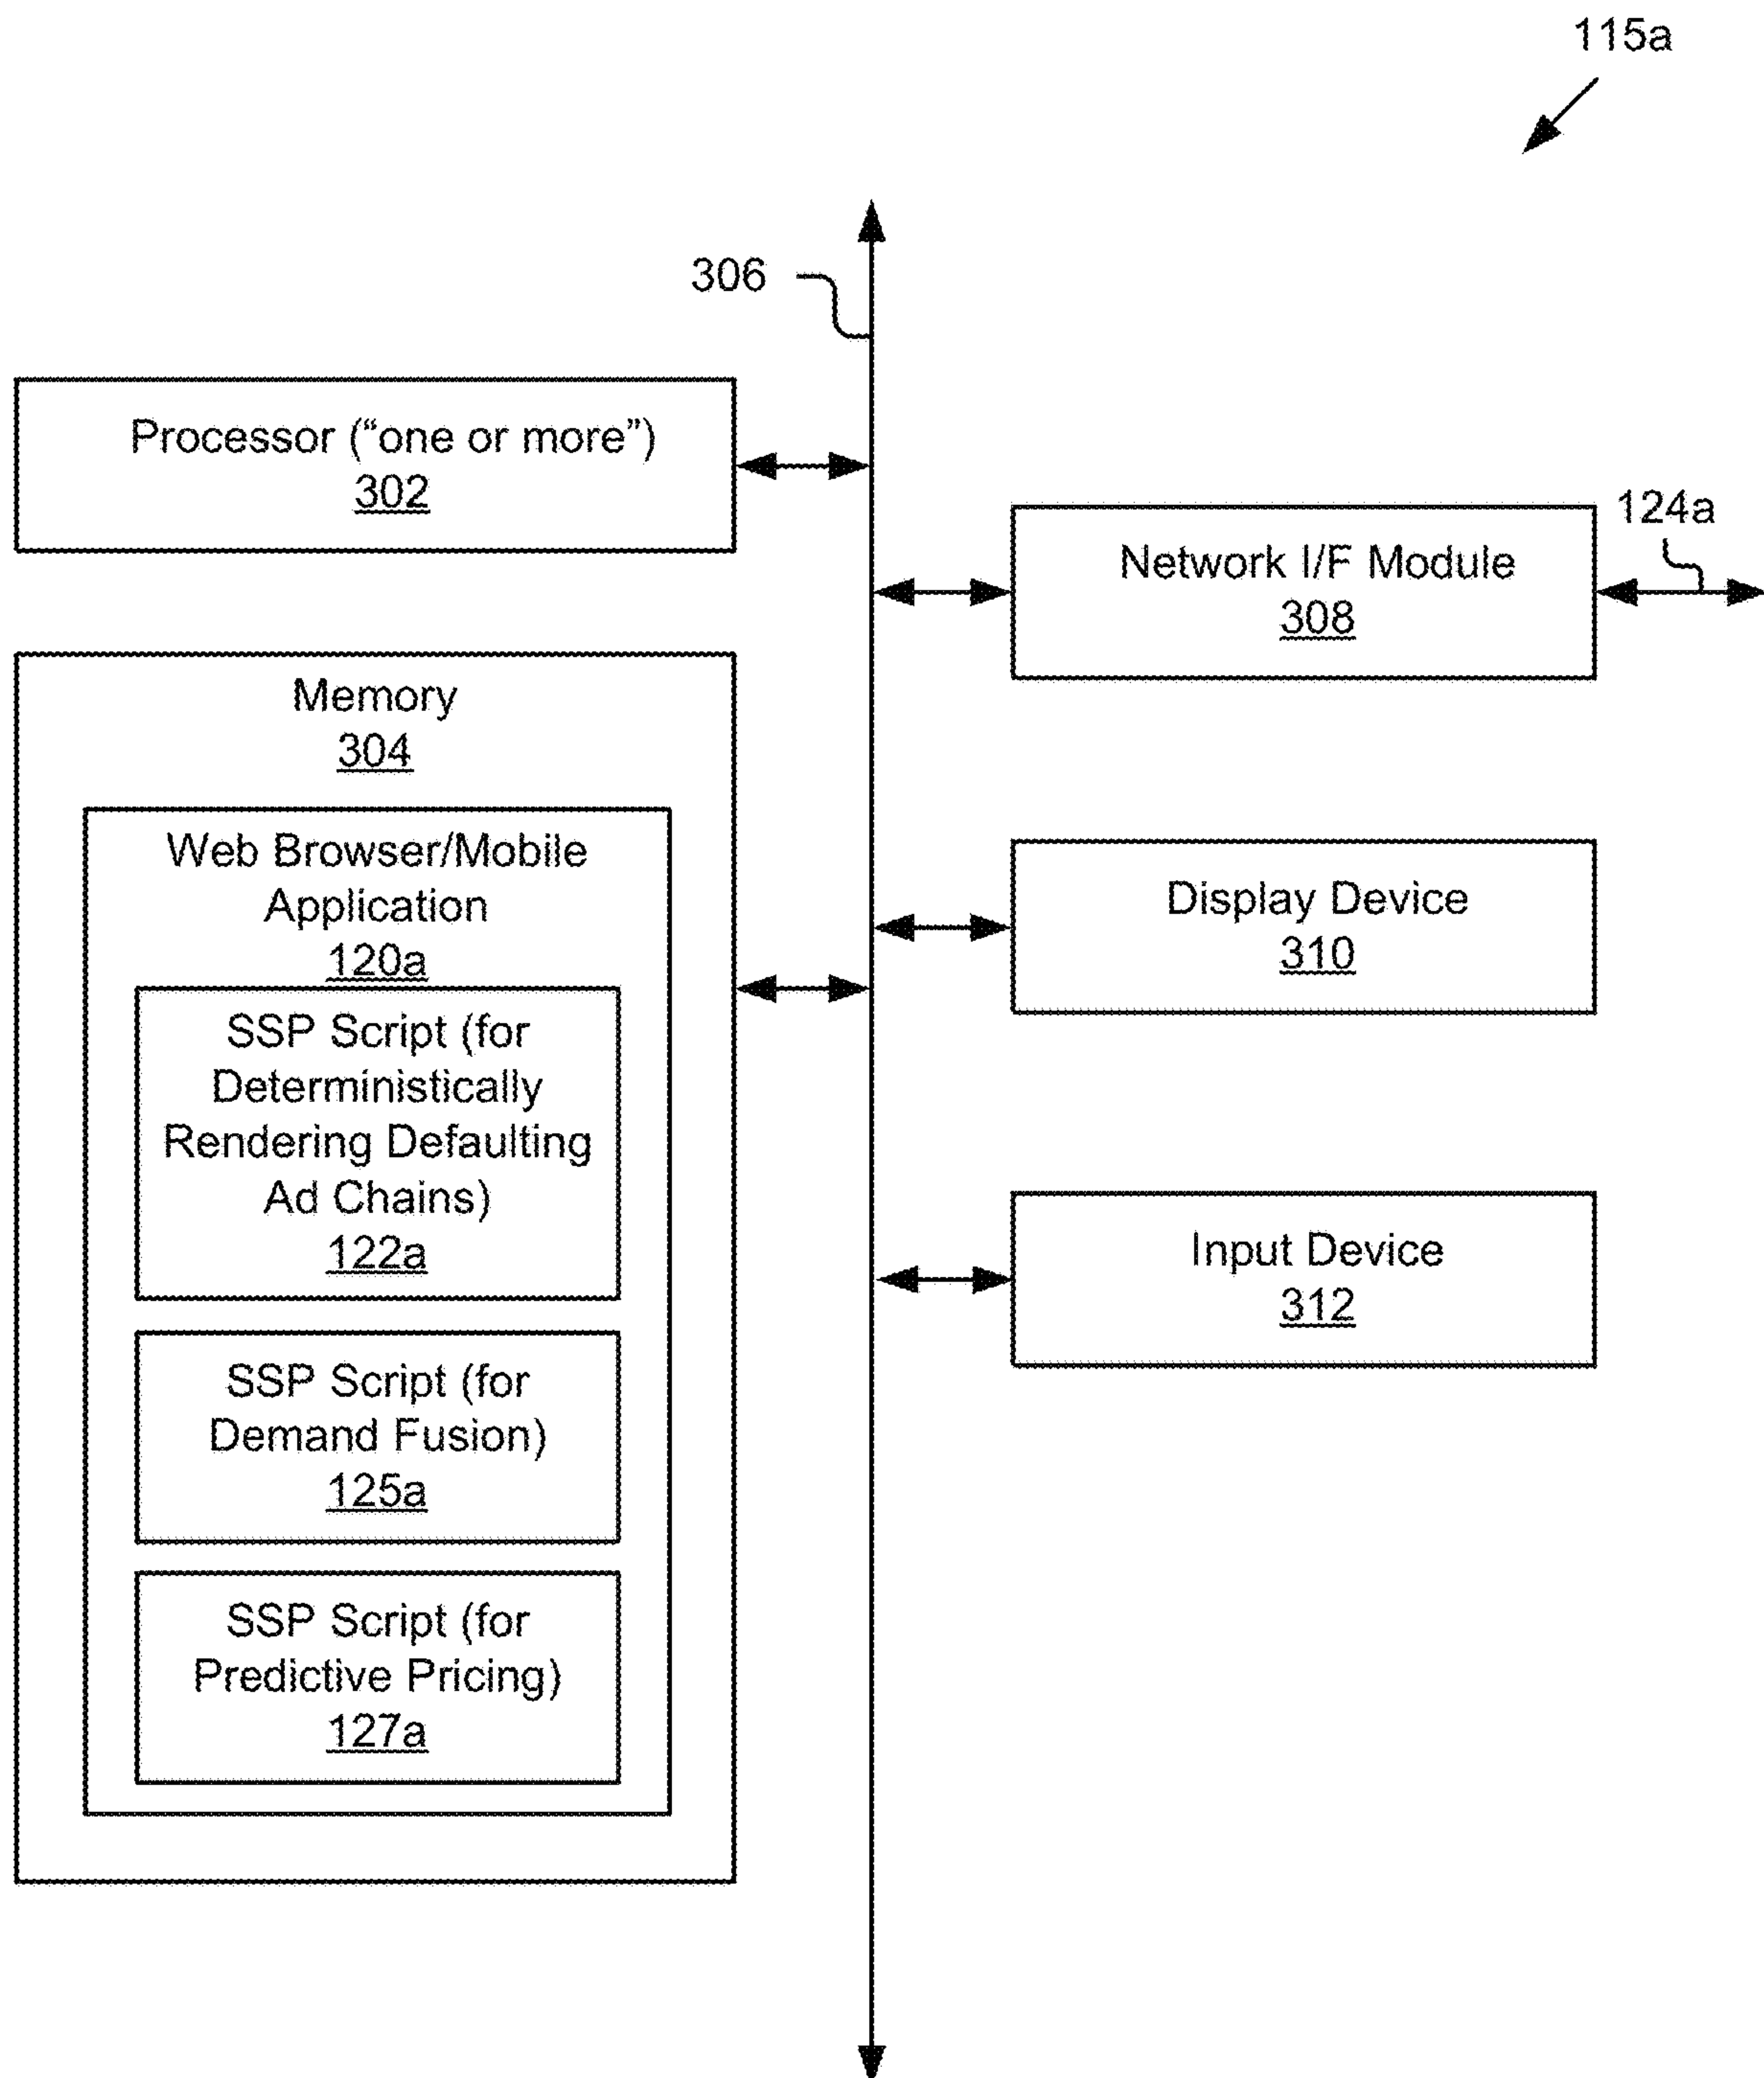 115a
306
Processor (“one or more”)
302
124a
Network I/F Module
308
Memory
304
Web Browser/Mobile
Application
120a
SSP Script (for
Deterministically
Rendering Defaulting
Ad Chains)
122a
SSP Script (for
Demand Fusion)
125a
SSP Script (for
Predictive Pricing)
127a
Display Device
310
Input Device
312